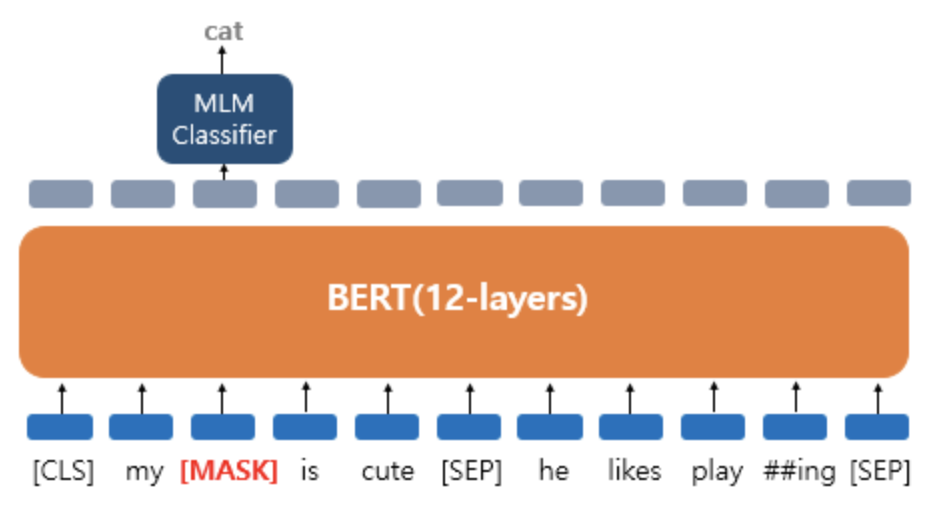 cat
MLM
Classifier
BERT(12-layers)
[CLS] my [MASK] is cute [SEP] he likes play ##ing [SEP]